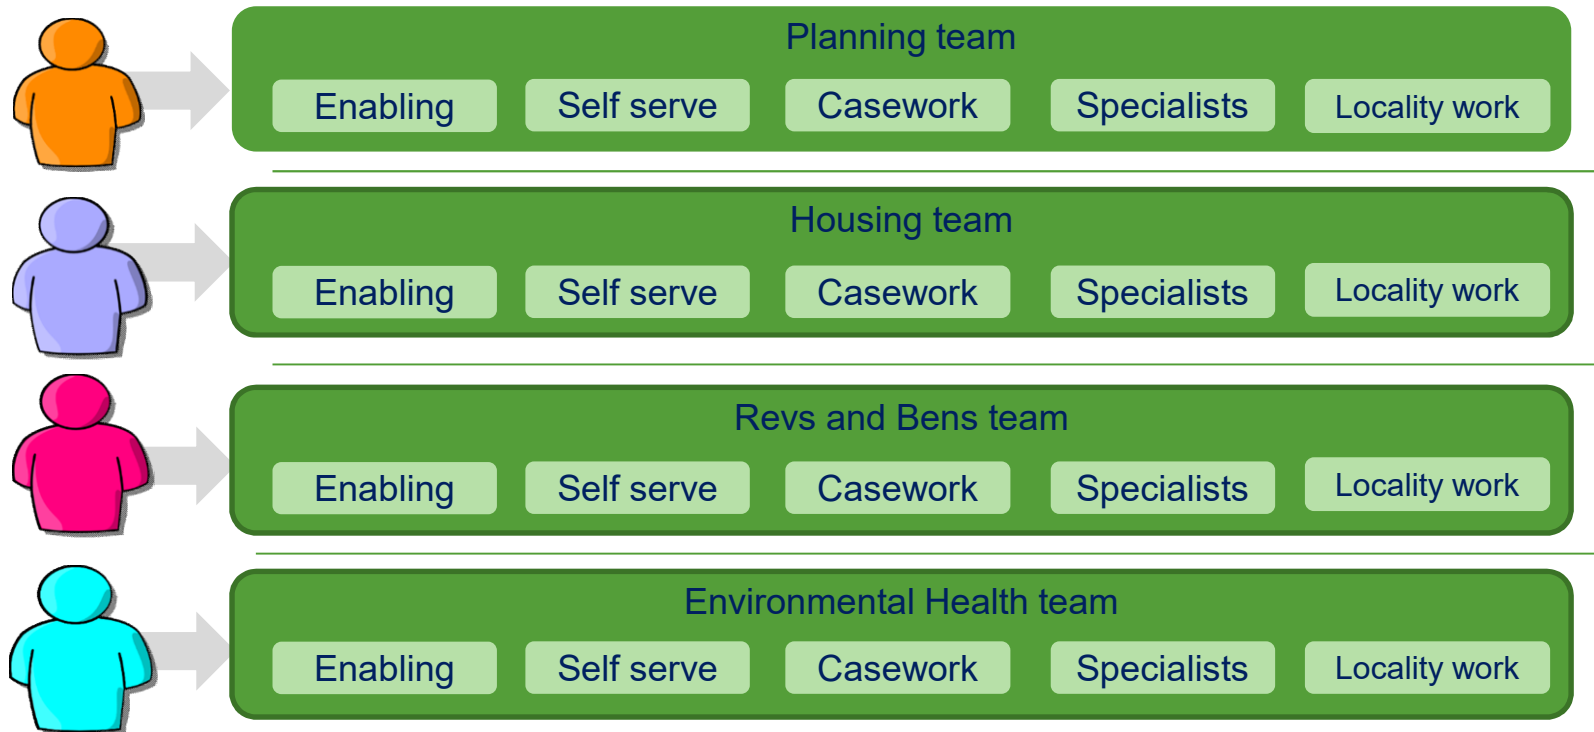 Planning team
Enabling Self serve Casework Specialists Locality work
Housing team
Enabling Self serve Casework Specialists Locality work
Revs and Bens team
Enabling Self serve Casework Specialists Locality work
Environmental Health team
Enabling Self serve Casework Specialists Locality work